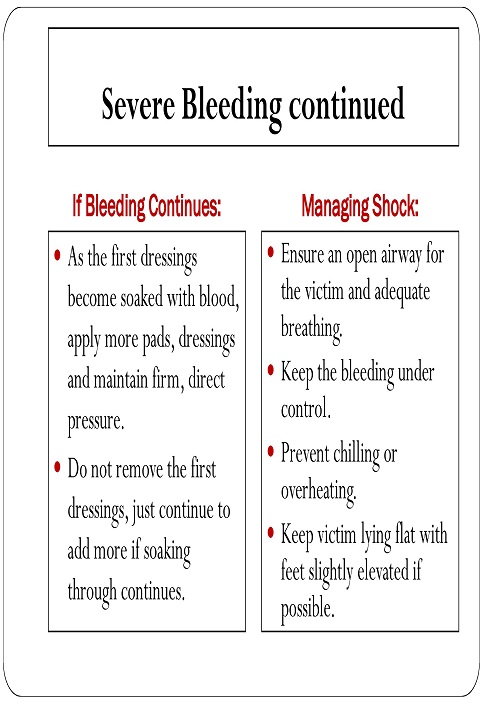 Severe Bleeding continued
If Bleeding Continues:
• As the first dressings
become soaked with blood,
apply more pads, dressings
and maintain firm, direct
pressure.
• Do not remove the first
dressings, just continue to
add more if soaking
through continues.
Managing Shock:
• Ensure an open airway for
the victim and adequate
breathing.
• Keep the bleeding under
control.
• Prevent chilling or
overheating.
• Keep victim lying flat with
feet slightly elevated if
possible.